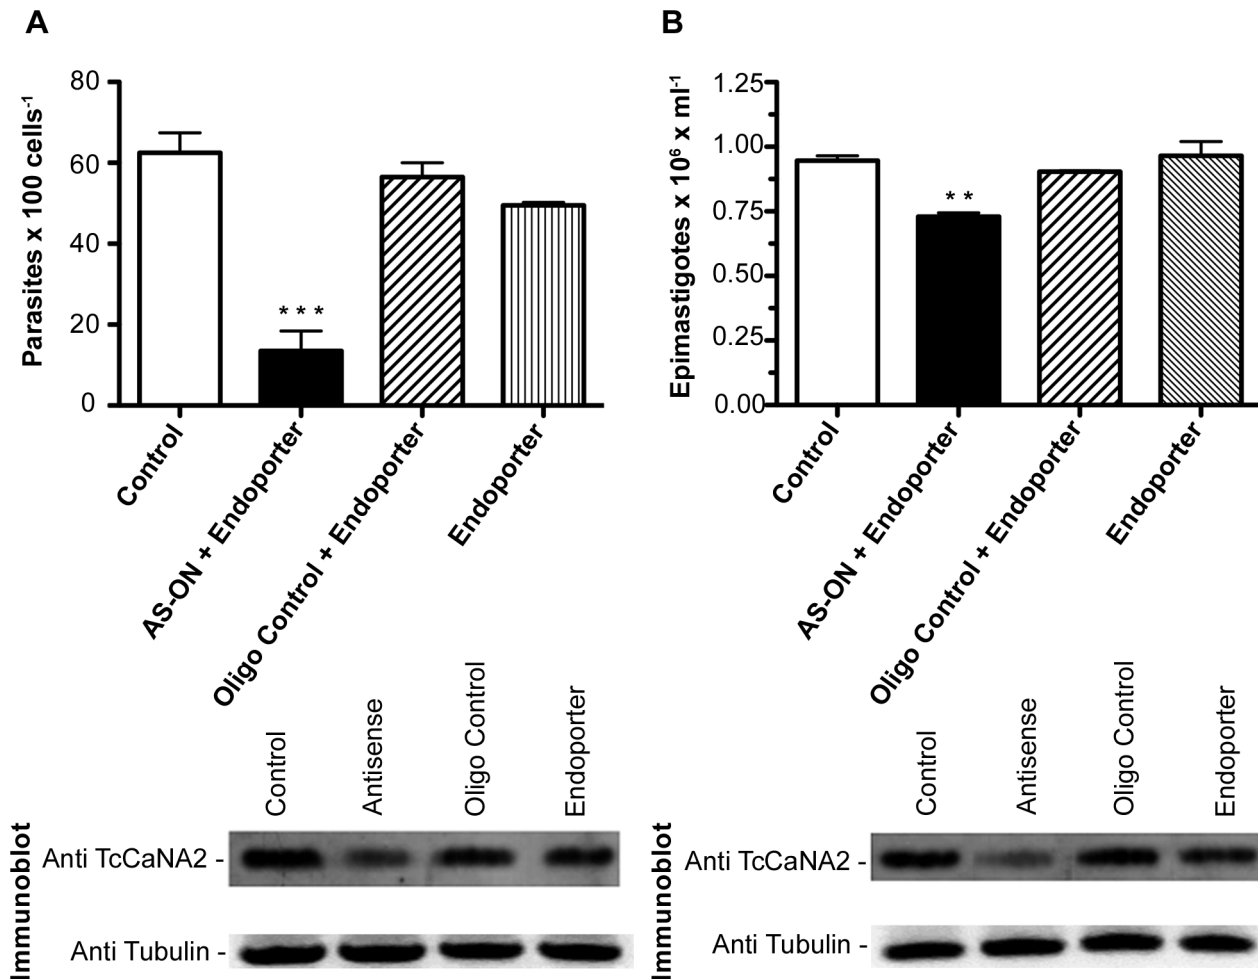 A
Parasites x 100 cells⁻¹
80
60
40
20
0
* * *
Control
AS-ON + Endoporter
Oligo Control + Endoporter
Endoporter
Immunoblot
Control
Antisense
Oligo Control
Endoporter
Anti TcCaNA2 -
Anti Tubulin -
B
Epimastigotes x 10⁶ x ml⁻¹
1.25
1.00
0.75
0.50
0.25
0.00
* *
Control
AS-ON + Endoporter
Oligo Control + Endoporter
Endoporter
Immunoblot
Control
Antisense
Oligo Control
Endoporter
Anti TcCaNA2 -
Anti Tubulin -